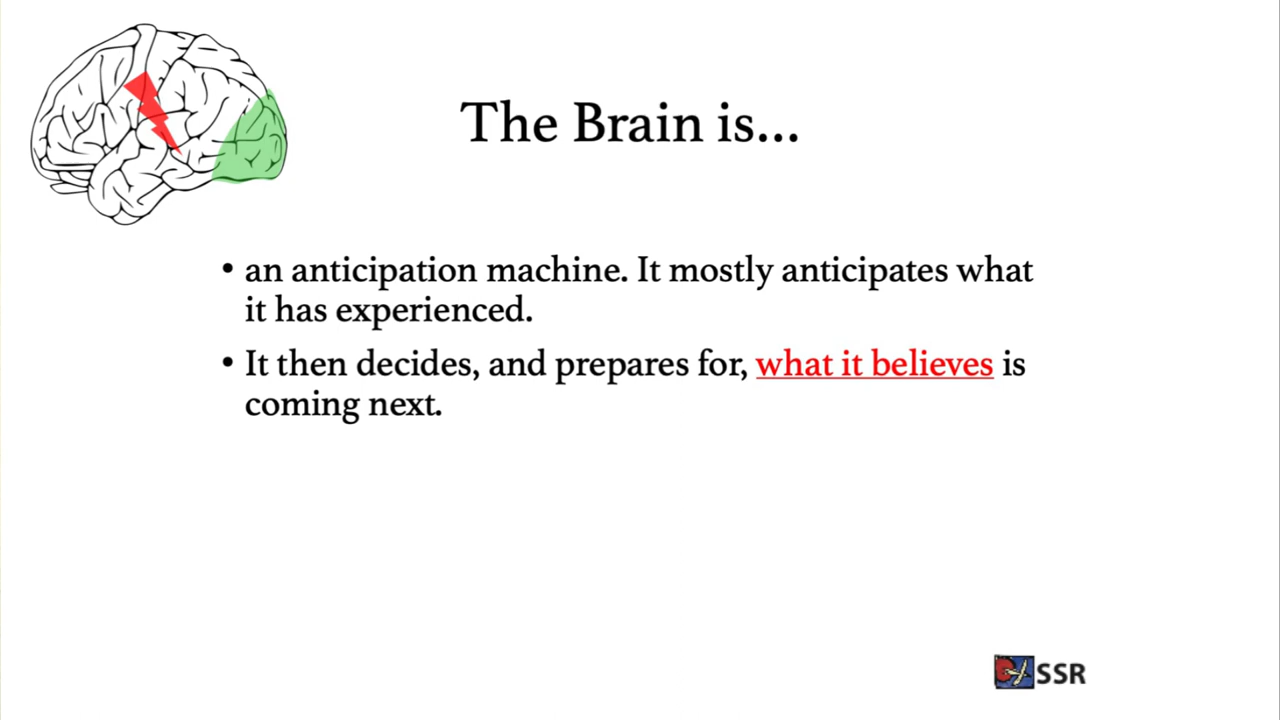 The Brain is...
• an anticipation machine. It mostly anticipates what
it has experienced.
• It then decides, and prepares for, what it believes is
coming next.
SSR